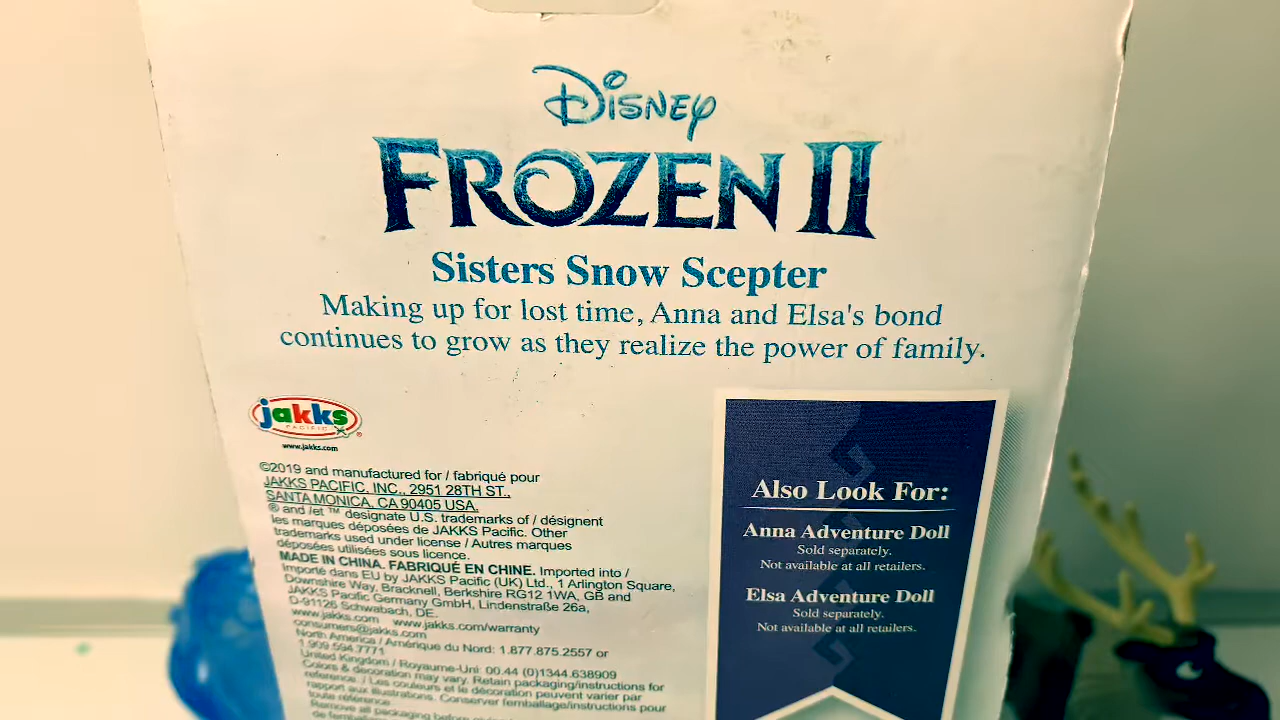 Disney
FROZEN II
Sisters Snow Scepter
Making up for lost time, Anna and Elsa's bond
continues to grow as they realize the power of family.
jakks
PACIFIC
®
www.jakks.com
©2019 and manufactured for / fabriqué pour
JAKKS PACIFIC, INC., 2951 28TH ST.,
SANTA MONICA, CA 90405 USA.
® and /et ™ designate U.S. trademarks of / désignent
les marques déposées de JAKKS Pacific. Other
trademarks used under license / Autres marques
déposées utilisées sous licence.
MADE IN CHINA. FABRIQUÉ EN CHINE. Imported into /
Importé dans EU by JAKKS Pacific (UK) Ltd., 1 Arlington Square,
Downshire Way, Bracknell, Berkshire RG12 1WA, GB and
JAKKS Pacific Germany GmbH, Lindenstraße 26a,
D-91126 Schwabach, DE.
www.jakks.com www.jakks.com/warranty
consumers@jakks.com
North America / Amérique du Nord: 1.877.875.2557 or
1.909.594.7771
United Kingdom / Royaume-Uni: 00.44 (0)1344.638909
Colors & decoration may vary. Retain packaging/instructions for
reference. / Les couleurs et la décoration peuvent varier par
rapport aux illustrations. Conserver l'emballage/instructions pour
toute référence.
Remove all packaging before
de l'emballage
Also Look For:
Anna Adventure Doll
Sold separately.
Not available at all retailers.
Elsa Adventure Doll
Sold separately.
Not available at all retailers.